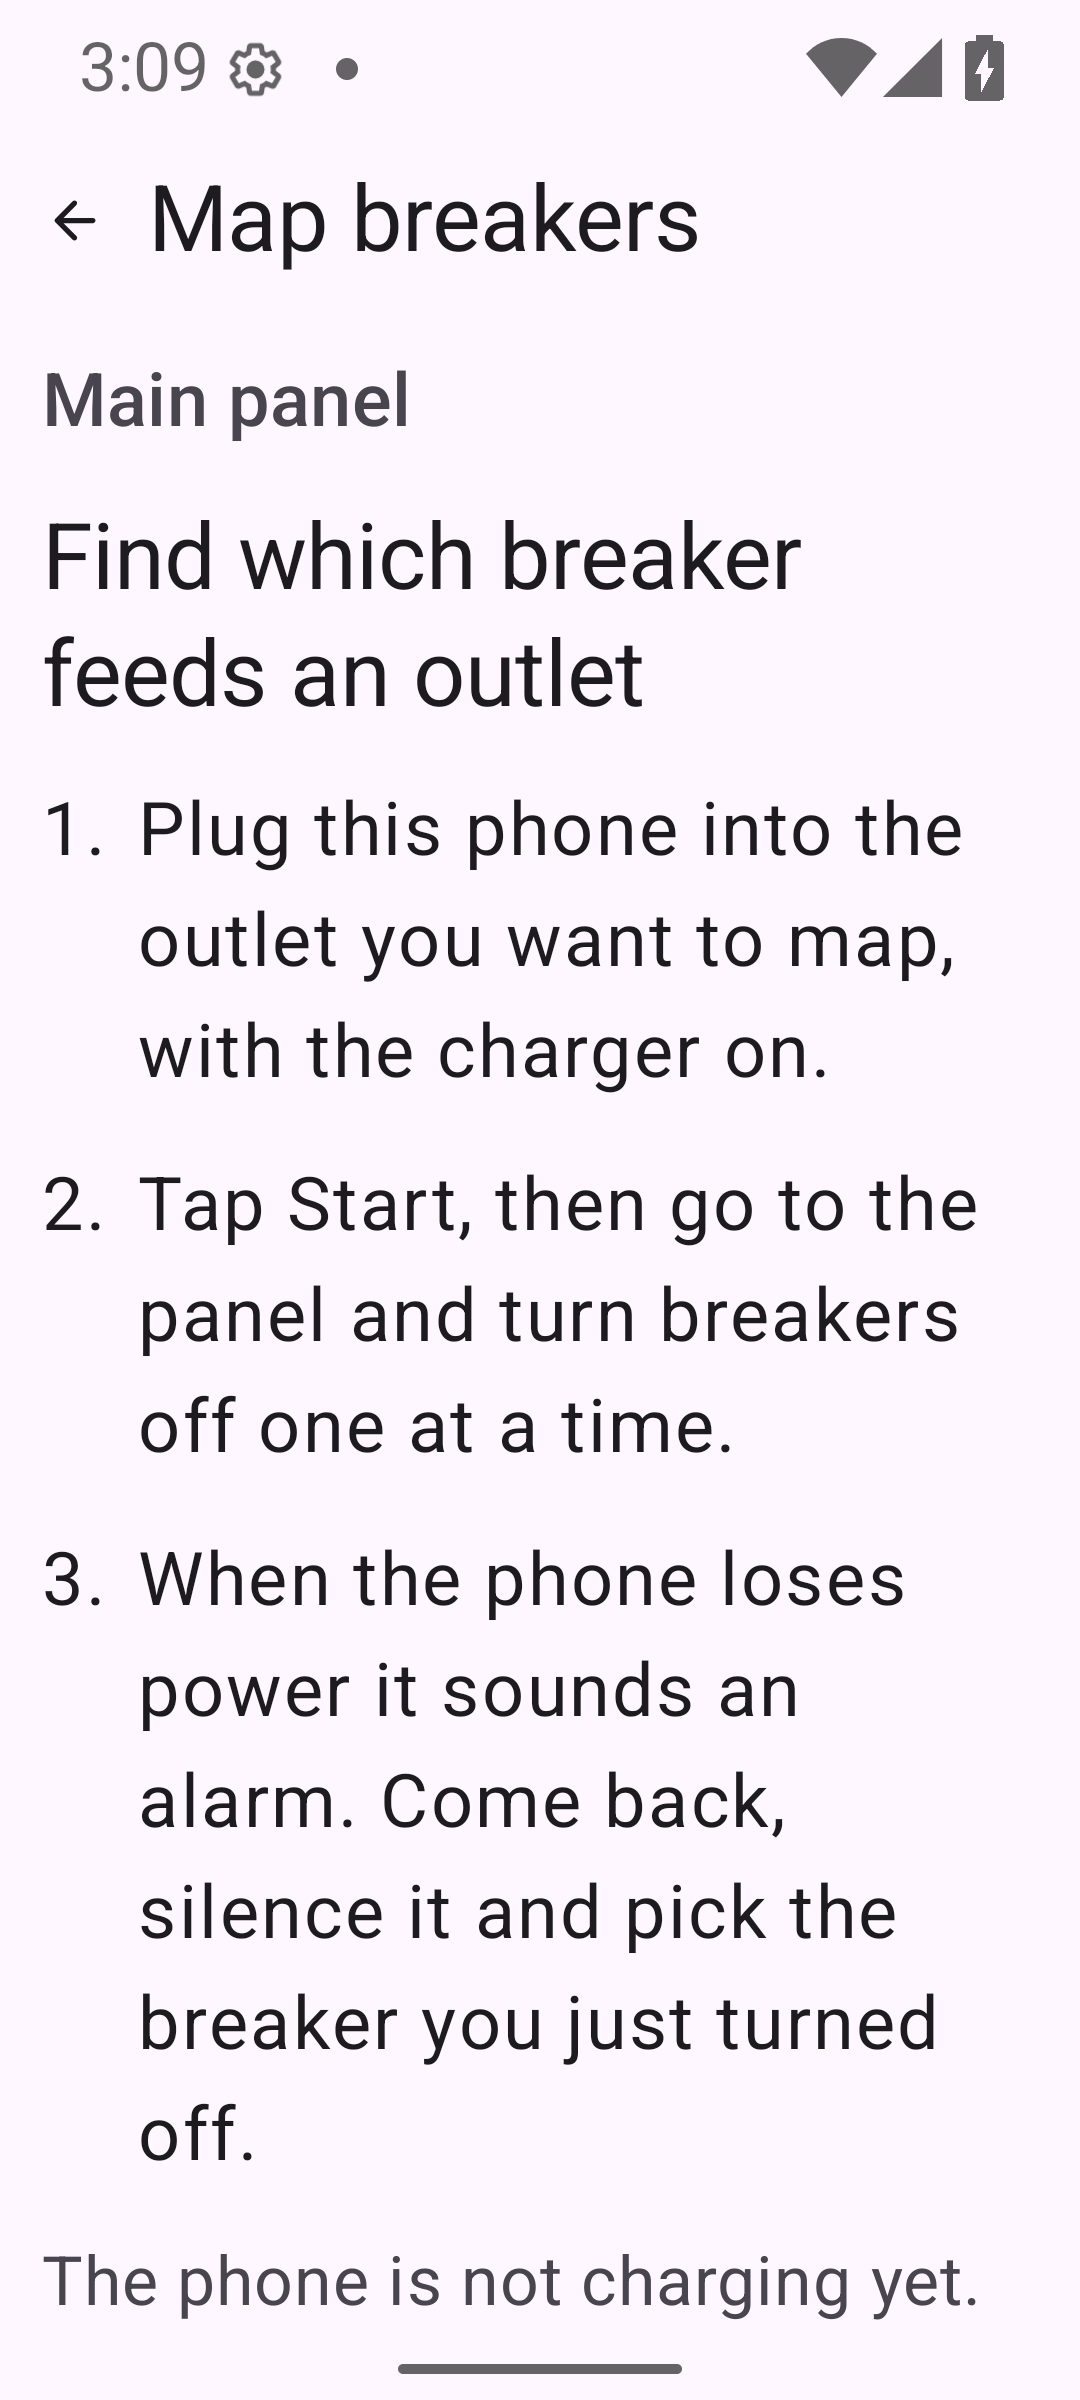 3:09
Map breakers
Main panel
Find which breaker
feeds an outlet
1. Plug this phone into the
outlet you want to map,
with the charger on.
2. Tap Start, then go to the
panel and turn breakers
off one at a time.
3. When the phone loses
power it sounds an
alarm. Come back,
silence it and pick the
breaker you just turned
off.
The phone is not charging yet.